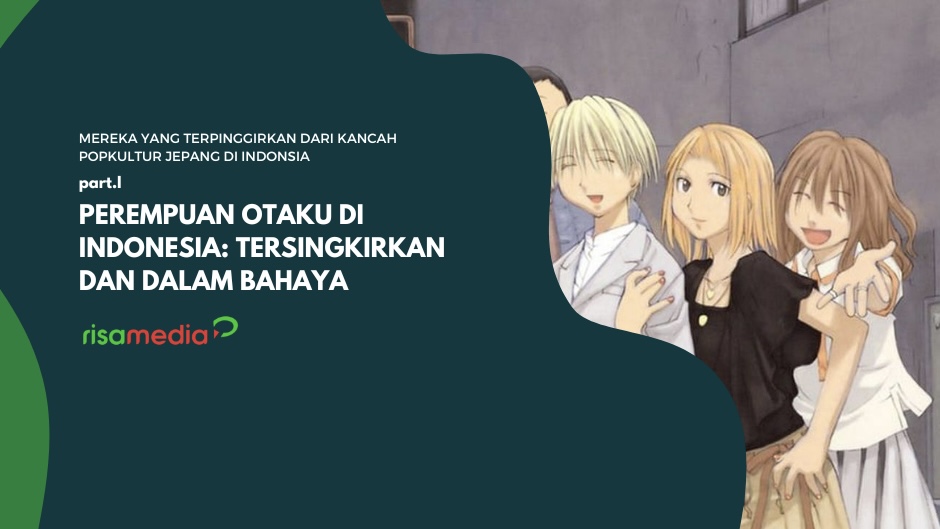 MEREKA YANG TERPINGGIRKAN DARI KANCAH
POPKULTUR JEPANG DI INDONSIA
part.I
PEREMPUAN OTAKU DI
INDONESIA: TERSINGKIRKAN
DAN DALAM BAHAYA
risamedia